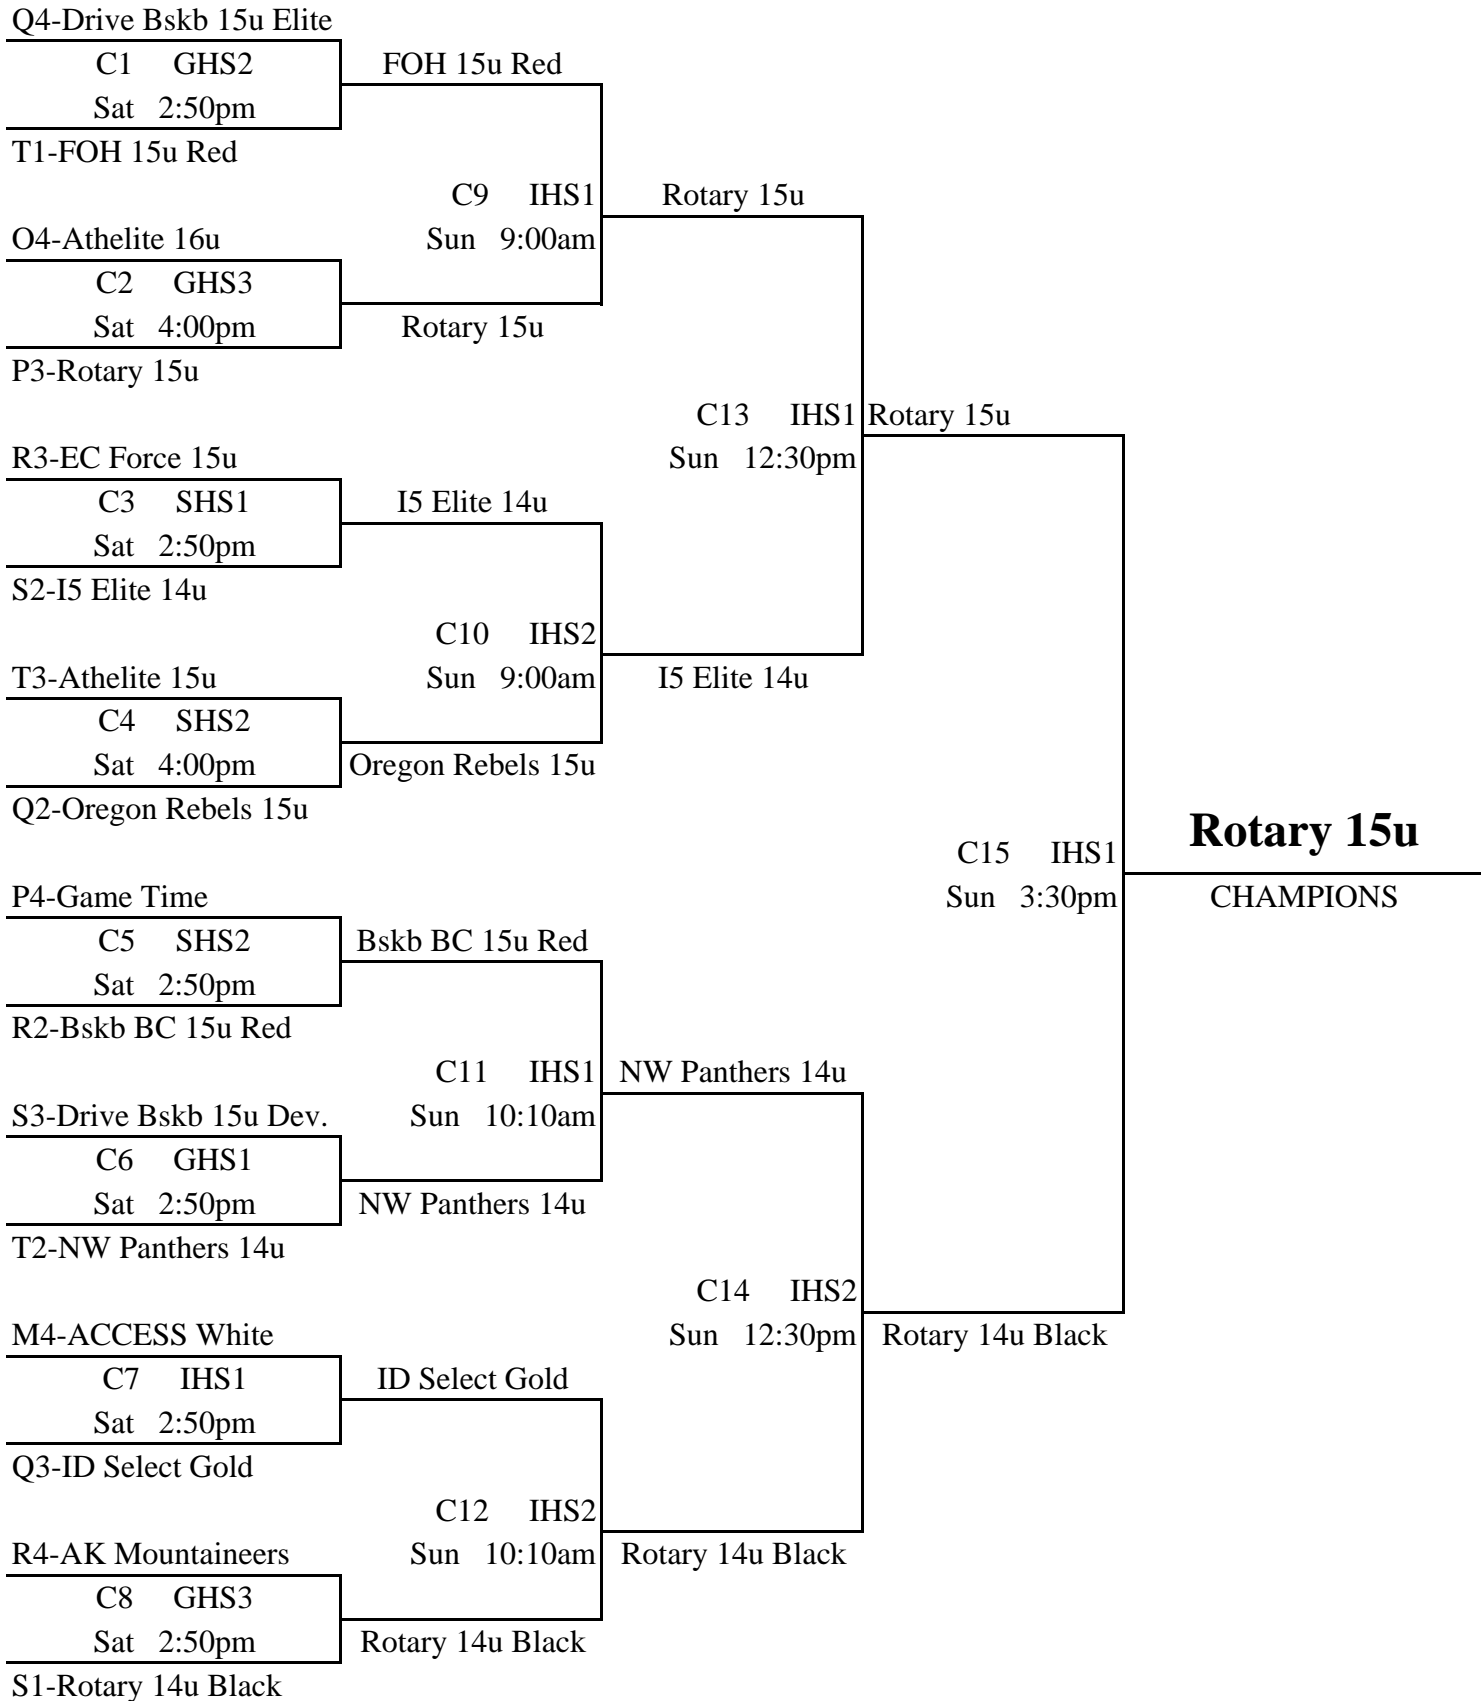 Q4-Drive Bskb 15u Elite
C1 GHS2
FOH 15u Red
Sat 2:50pm
T1-FOH 15u Red
C9 IHS1
Rotary 15u
O4-Athelite 16u
Sun 9:00am
C2 GHS3
Sat 4:00pm
Rotary 15u
P3-Rotary 15u
C13 IHS1
Rotary 15u
R3-EC Force 15u
Sun 12:30pm
C3 SHS1
I5 Elite 14u
Sat 2:50pm
S2-I5 Elite 14u
C10 IHS2
T3-Athelite 15u
Sun 9:00am
I5 Elite 14u
C4 SHS2
Sat 4:00pm
Oregon Rebels 15u
Q2-Oregon Rebels 15u
Rotary 15u
C15 IHS1
P4-Game Time
Sun 3:30pm
CHAMPIONS
C5 SHS2
Bskb BC 15u Red
Sat 2:50pm
R2-Bskb BC 15u Red
C11 IHS1
NW Panthers 14u
S3-Drive Bskb 15u Dev.
Sun 10:10am
C6 GHS1
Sat 2:50pm
NW Panthers 14u
T2-NW Panthers 14u
C14 IHS2
M4-ACCESS White
Sun 12:30pm
Rotary 14u Black
C7 IHS1
ID Select Gold
Sat 2:50pm
Q3-ID Select Gold
C12 IHS2
R4-AK Mountaineers
Sun 10:10am
Rotary 14u Black
C8 GHS3
Sat 2:50pm
Rotary 14u Black
S1-Rotary 14u Black